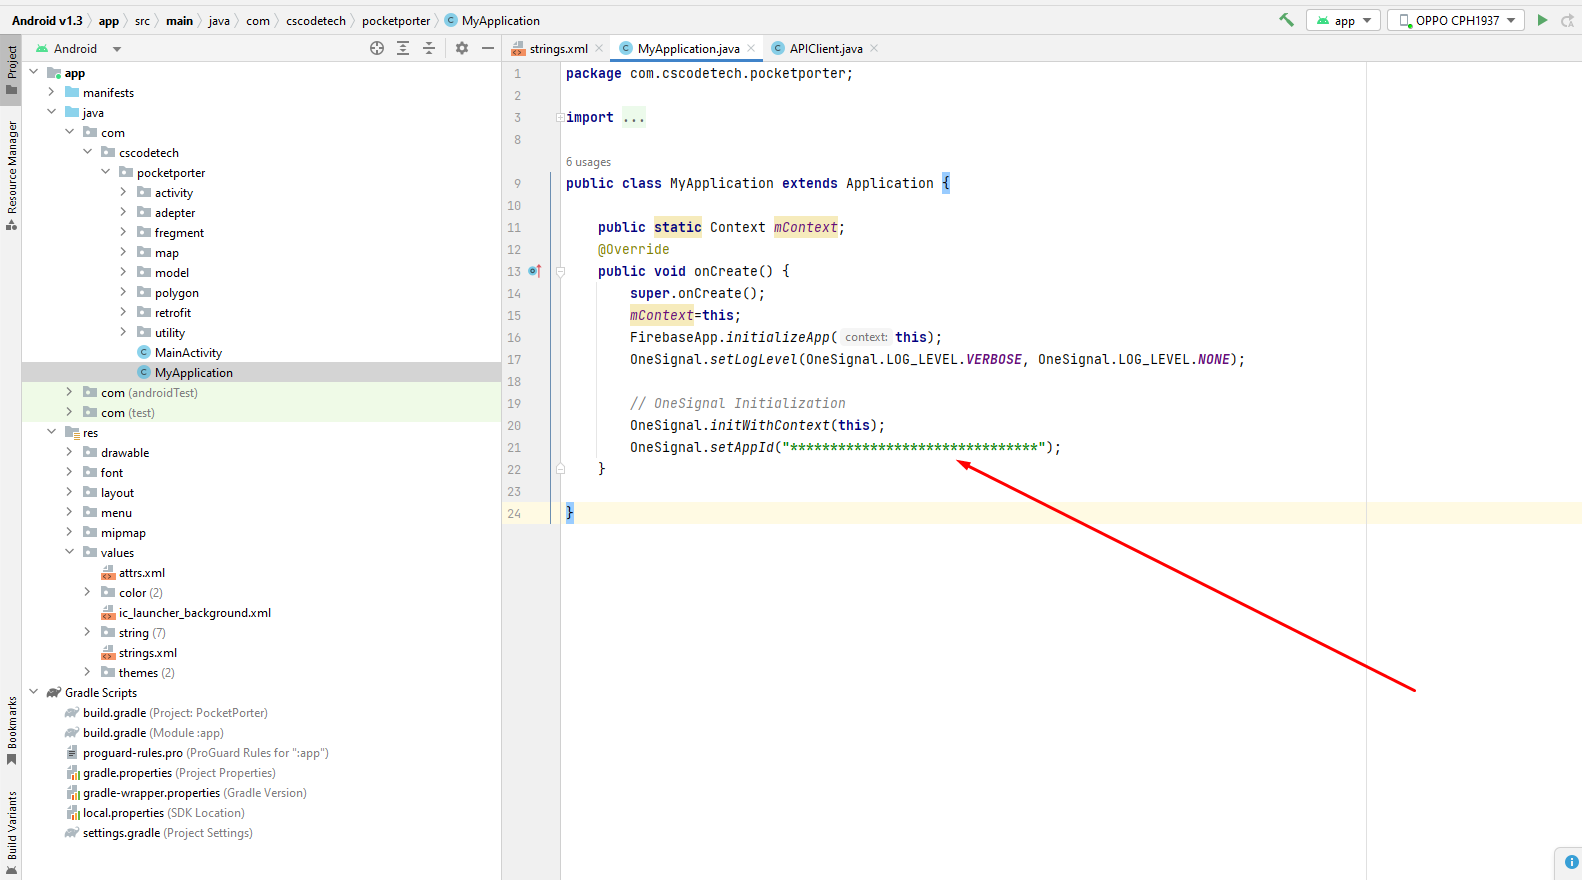 Android v1.3 app src main java com cscodetech pocketporter MyApplication
app OPPO CPH1937
Project
Resource Manager
Bookmarks
Build Variants
Android
app
manifests
java
com
cscodetech
pocketporter
activity
adepter
fregment
map
model
polygon
retrofit
utility
MainActivity
MyApplication
com (androidTest)
com (test)
res
drawable
font
layout
menu
mipmap
values
attrs.xml
color (2)
ic_launcher_background.xml
string (7)
strings.xml
themes (2)
Gradle Scripts
build.gradle (Project: PocketPorter)
build.gradle (Module :app)
proguard-rules.pro (ProGuard Rules for ":app")
gradle.properties (Project Properties)
gradle-wrapper.properties (Gradle Version)
local.properties (SDK Location)
settings.gradle (Project Settings)
strings.xml MyApplication.java APIClient.java
1 package com.cscodetech.pocketporter;
2
3 import ...
8
6 usages
9 public class MyApplication extends Application {
10
11 public static Context mContext;
12 @Override
13 public void onCreate() {
14 super.onCreate();
15 mContext=this;
16 FirebaseApp.initializeApp( context: this);
17 OneSignal.setLogLevel(OneSignal.LOG_LEVEL.VERBOSE, OneSignal.LOG_LEVEL.NONE);
18
19 // OneSignal Initialization
20 OneSignal.initWithContext(this);
21 OneSignal.setAppId("*******************************");
22 }
23
24 }